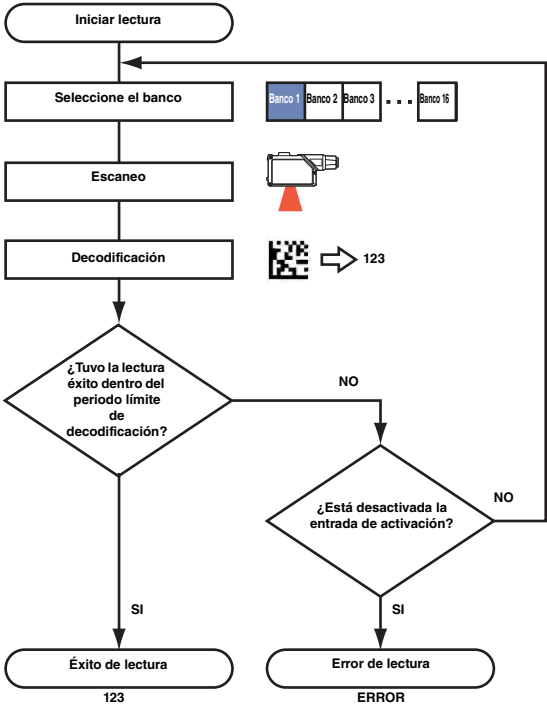 Iniciar lectura
Seleccione el banco
Banco 1 Banco 2 Banco 3 ... Banco 16
Escaneo
Decodificación
123
¿Tuvo la lectura
éxito dentro del
periodo límite
de
decodificación?
NO
¿Está desactivada la
entrada de activación?
NO
SI
SI
Éxito de lectura
Error de lectura
123
ERROR